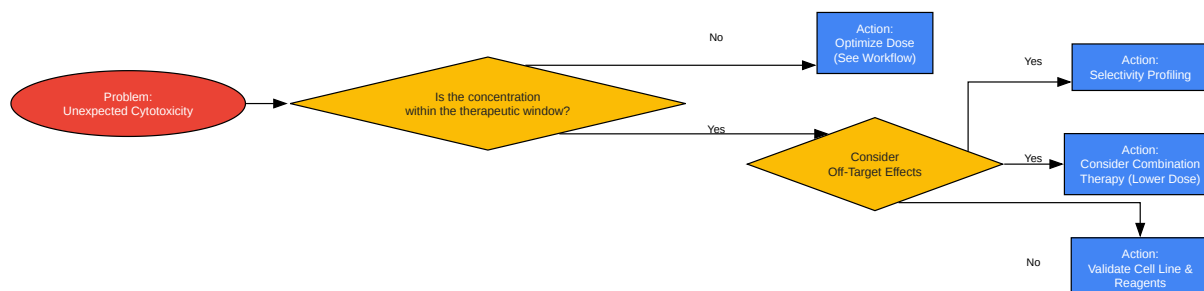 Problem:
Unexpected Cytotoxicity
Is the concentration
within the therapeutic window?
No
Action:
Optimize Dose
(See Workflow)
Yes
Consider
Off-Target Effects
Yes
Action:
Selectivity Profiling
Yes
Action:
Consider Combination
Therapy (Lower Dose)
No
Action:
Validate Cell Line &
Reagents